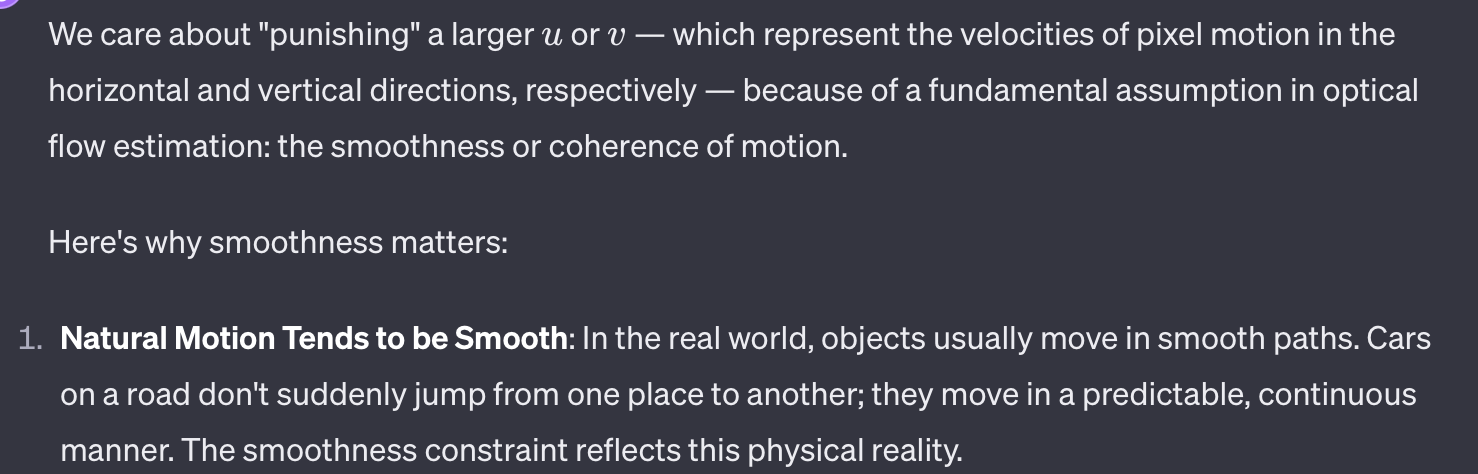 We care about "punishing" a larger u or v — which represent the velocities of pixel motion in the
horizontal and vertical directions, respectively — because of a fundamental assumption in optical
flow estimation: the smoothness or coherence of motion.
Here's why smoothness matters:
1. Natural Motion Tends to be Smooth: In the real world, objects usually move in smooth paths. Cars
on a road don't suddenly jump from one place to another; they move in a predictable, continuous
manner. The smoothness constraint reflects this physical reality.